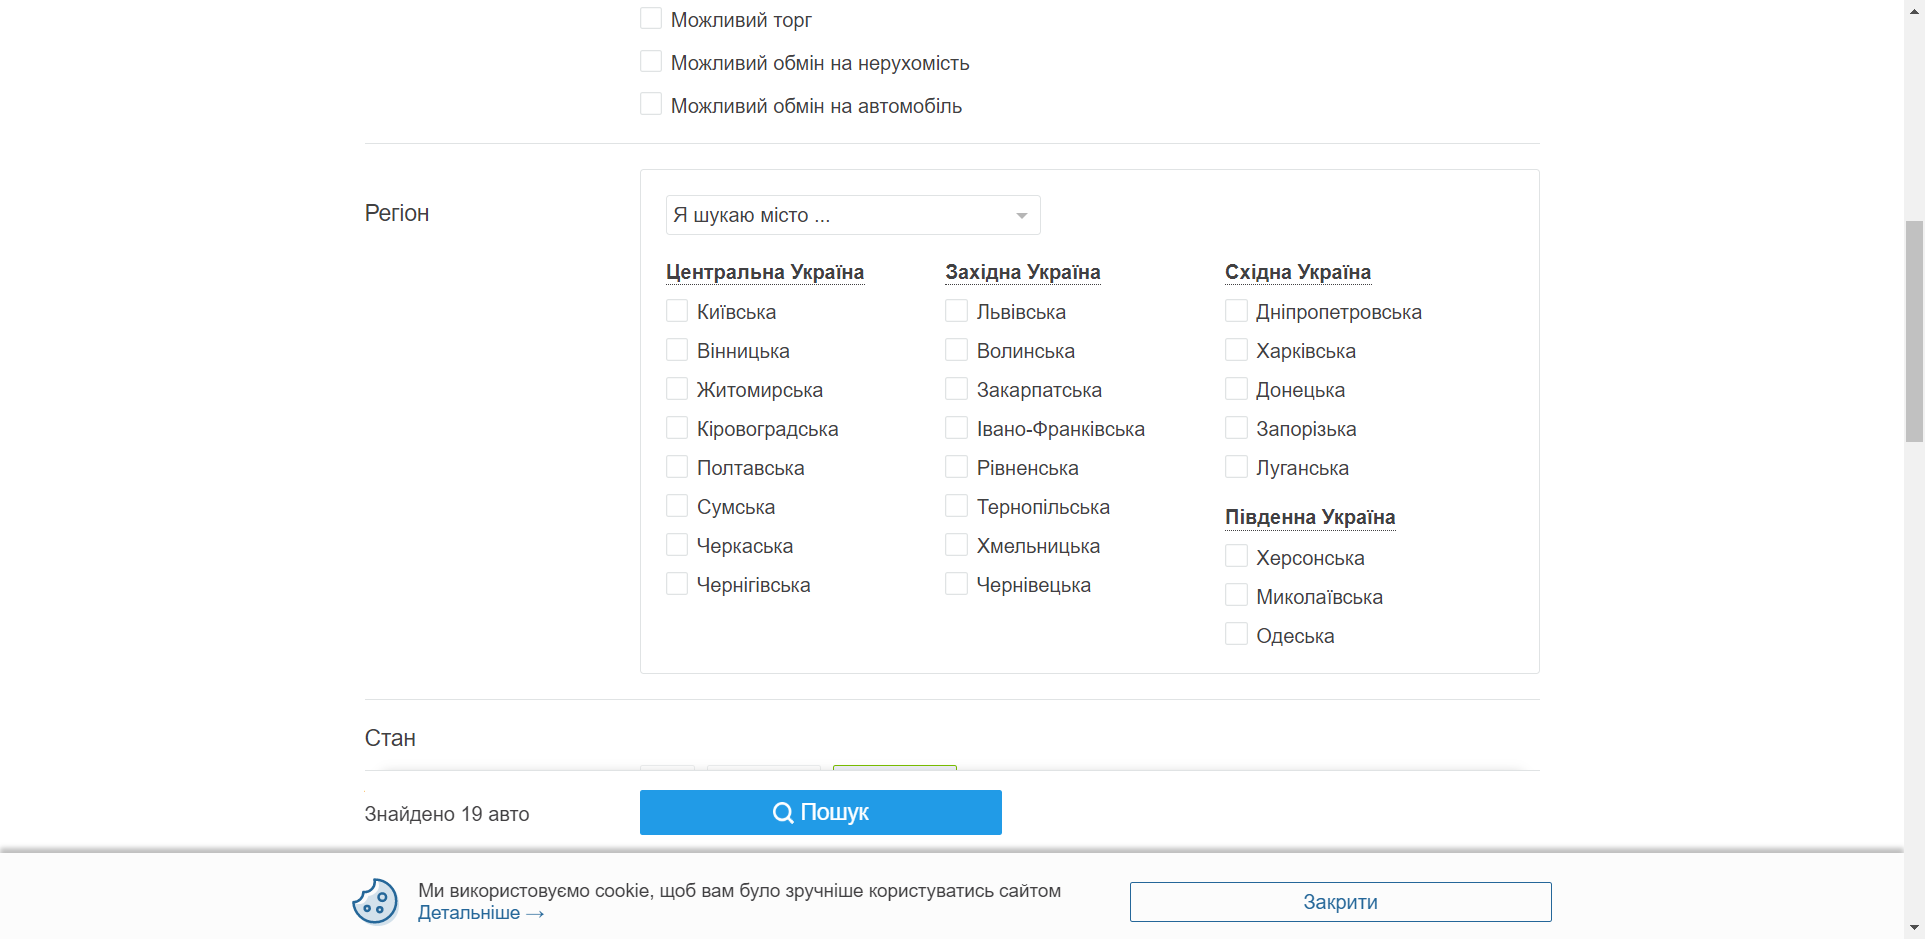 Можливий торг
Можливий обмін на нерухомість
Можливий обмін на автомобіль
Регіон
Я шукаю місто ...
Центральна Україна
Київська
Вінницька
Житомирська
Кіровоградська
Полтавська
Сумська
Черкаська
Чернігівська
Західна Україна
Львівська
Волинська
Закарпатська
Івано-Франківська
Рівненська
Тернопільська
Хмельницька
Чернівецька
Східна Україна
Дніпропетровська
Харківська
Донецька
Запорізька
Луганська
Південна Україна
Херсонська
Миколаївська
Одеська
Стан
Знайдено 19 авто
Пошук
Ми використовуємо cookie, щоб вам було зручніше користуватись сайтом
Детальніше →
Закрити